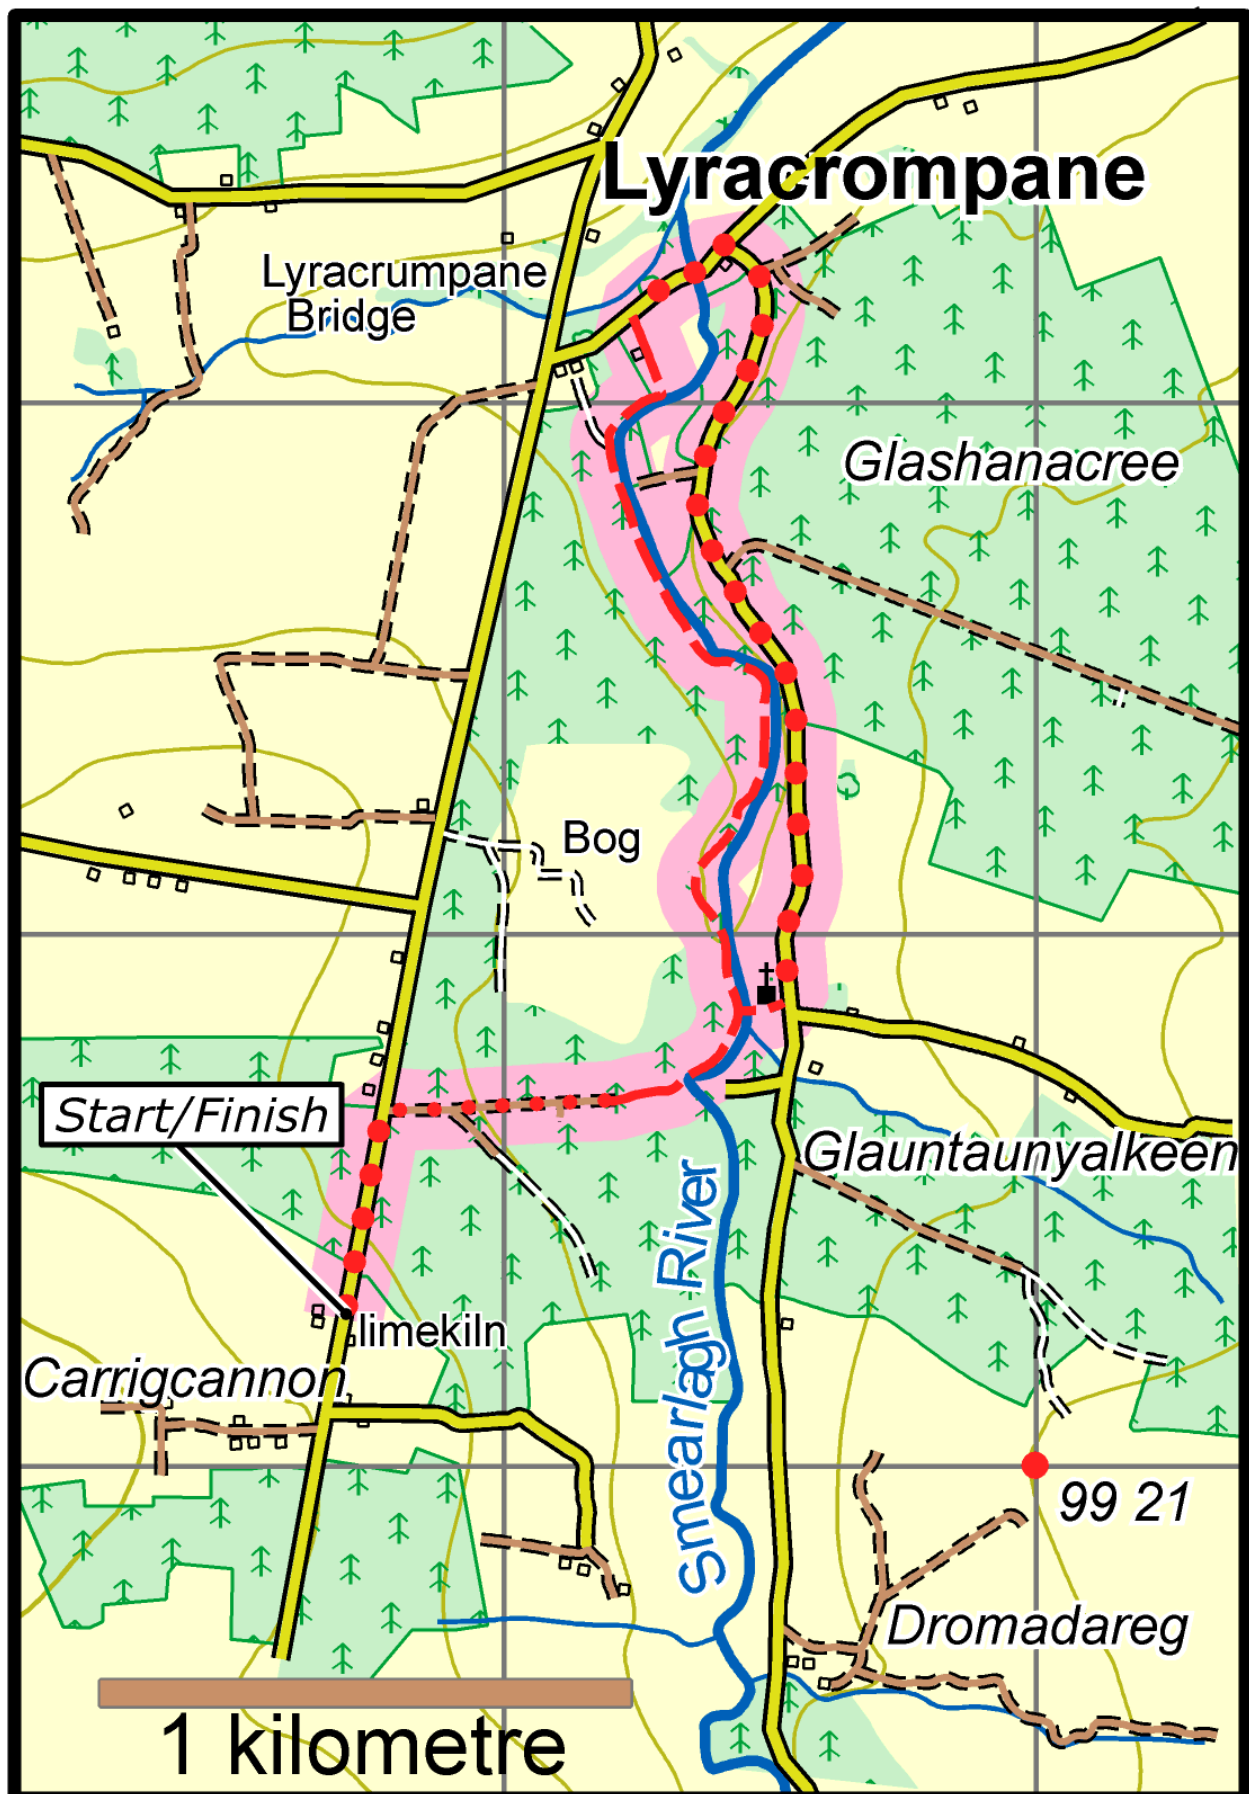 Lyracrompane
Lyracrumpane
Bridge
Glashanacree
Bog
Start/Finish
Glauntaunyalkeen
Smearlagh River
limekiln
Carrigcannon
99 21
Dromadareg
1 kilometre